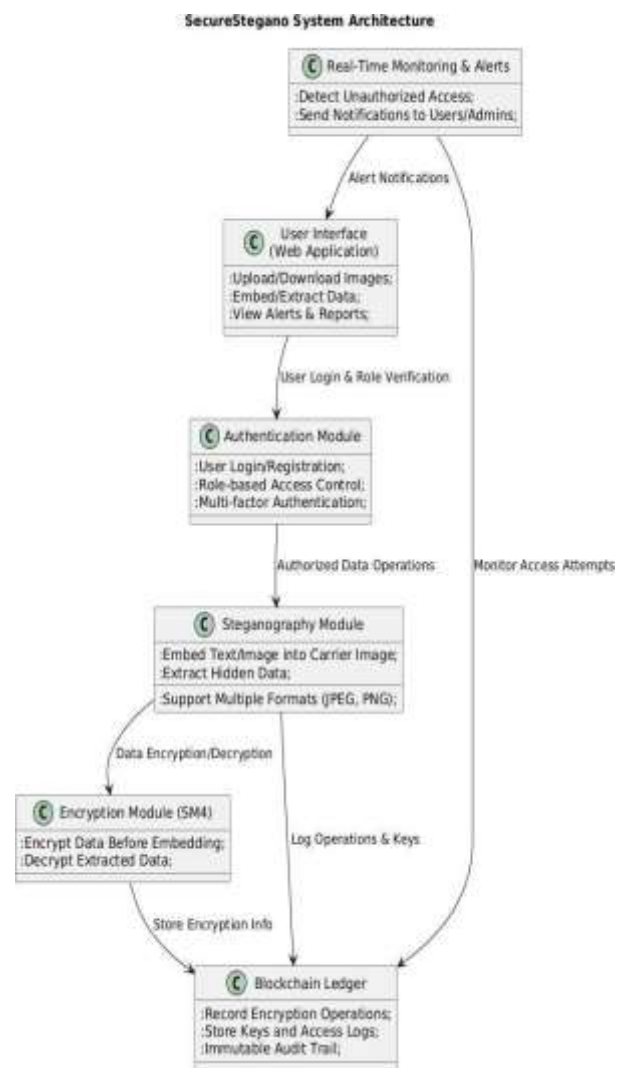 SecureStegano System Architecture
C Real-Time Monitoring & Alerts
:Detect Unauthorized Access;
:Send Notifications to Users/Admins;
Alert Notifications
C User Interface
(Web Application)
:Upload/Download Images;
:Embed/Extract Data;
:View Alerts & Reports;
User Login & Role Verification
C Authentication Module
:User Login/Registration;
:Role-based Access Control;
:Multi-factor Authentication;
Authorized Data Operations
Monitor Access Attempts
C Steganography Module
:Embed Text/Image into Carrier Image;
:Extract Hidden Data;
:Support Multiple Formats (JPEG, PNG);
Data Encryption/Decryption
C Encryption Module (SM4)
:Encrypt Data Before Embedding;
:Decrypt Extracted Data;
Log Operations & Keys
Store Encryption Info
C Blockchain Ledger
:Record Encryption Operations;
:Store Keys and Access Logs;
:Immutable Audit Trail;